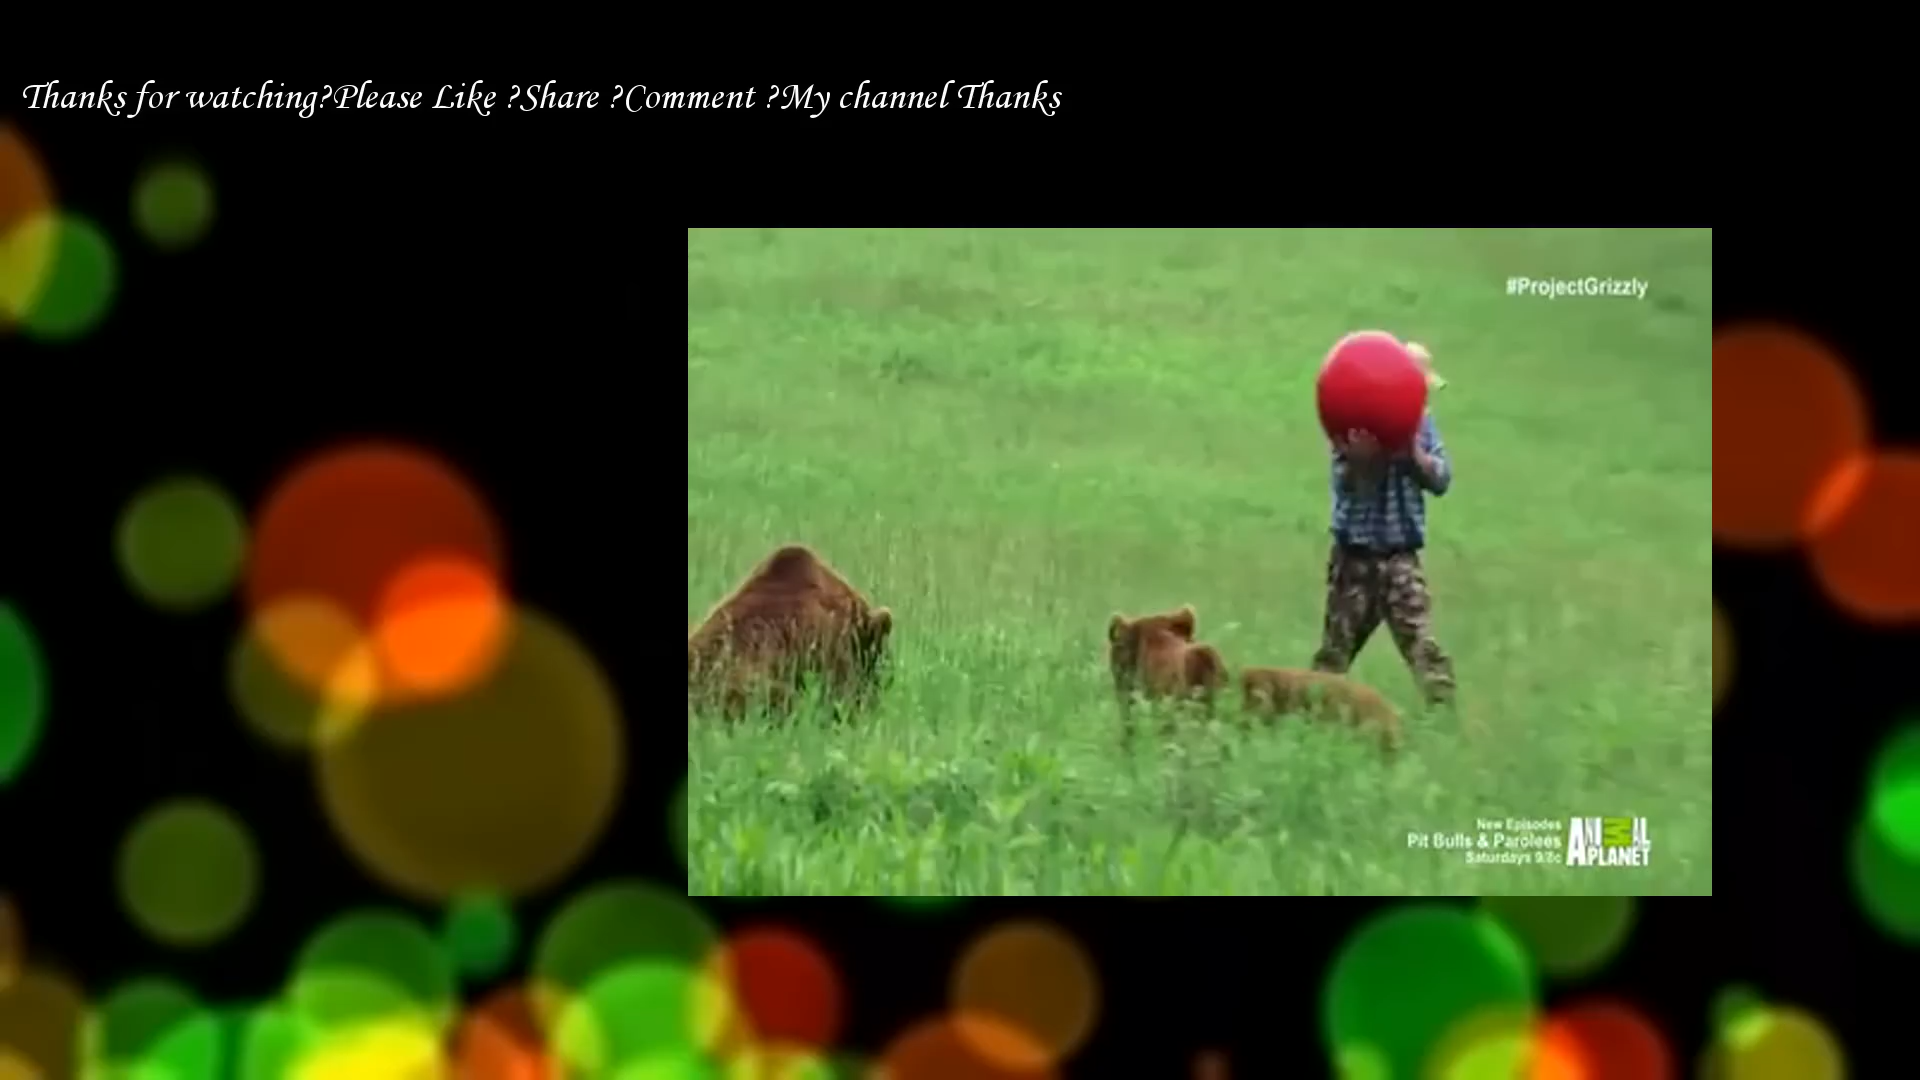 Thanks for watching?Please Like ?Share ?Comment ?My channel Thanks
#ProjectGrizzly
New Episodes
Pit Bulls & Parolees
Saturdays 9/8c
ANIMAL
PLANET